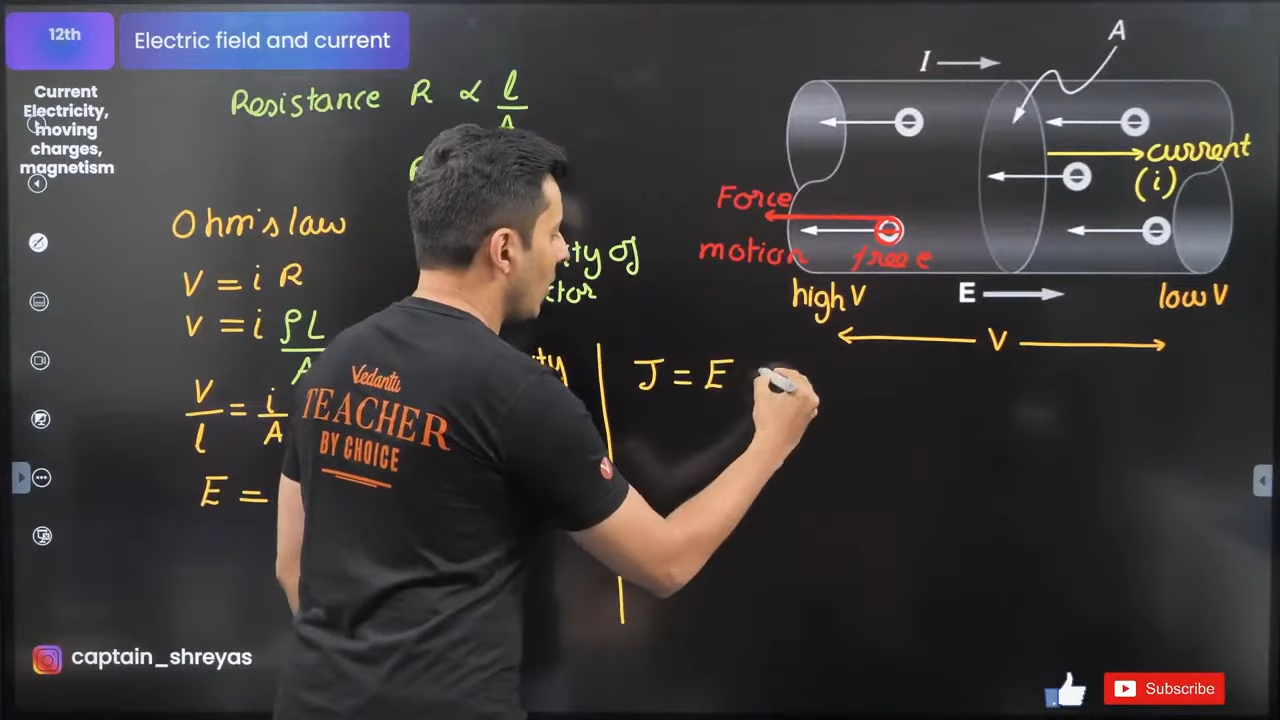 12th
Electric field and current
Current
Electricity,
moving
charges,
magnetism
Resistance R ∝ l/A
Ohm's law
V = i R
V = i ρL/A
V/l = i/A
E =
J = E
I
A
current
(i)
Force
motion
free e
high V
E
low V
V
Vedantu
TEACHER
BY CHOICE
captain_shreyas
Subscribe